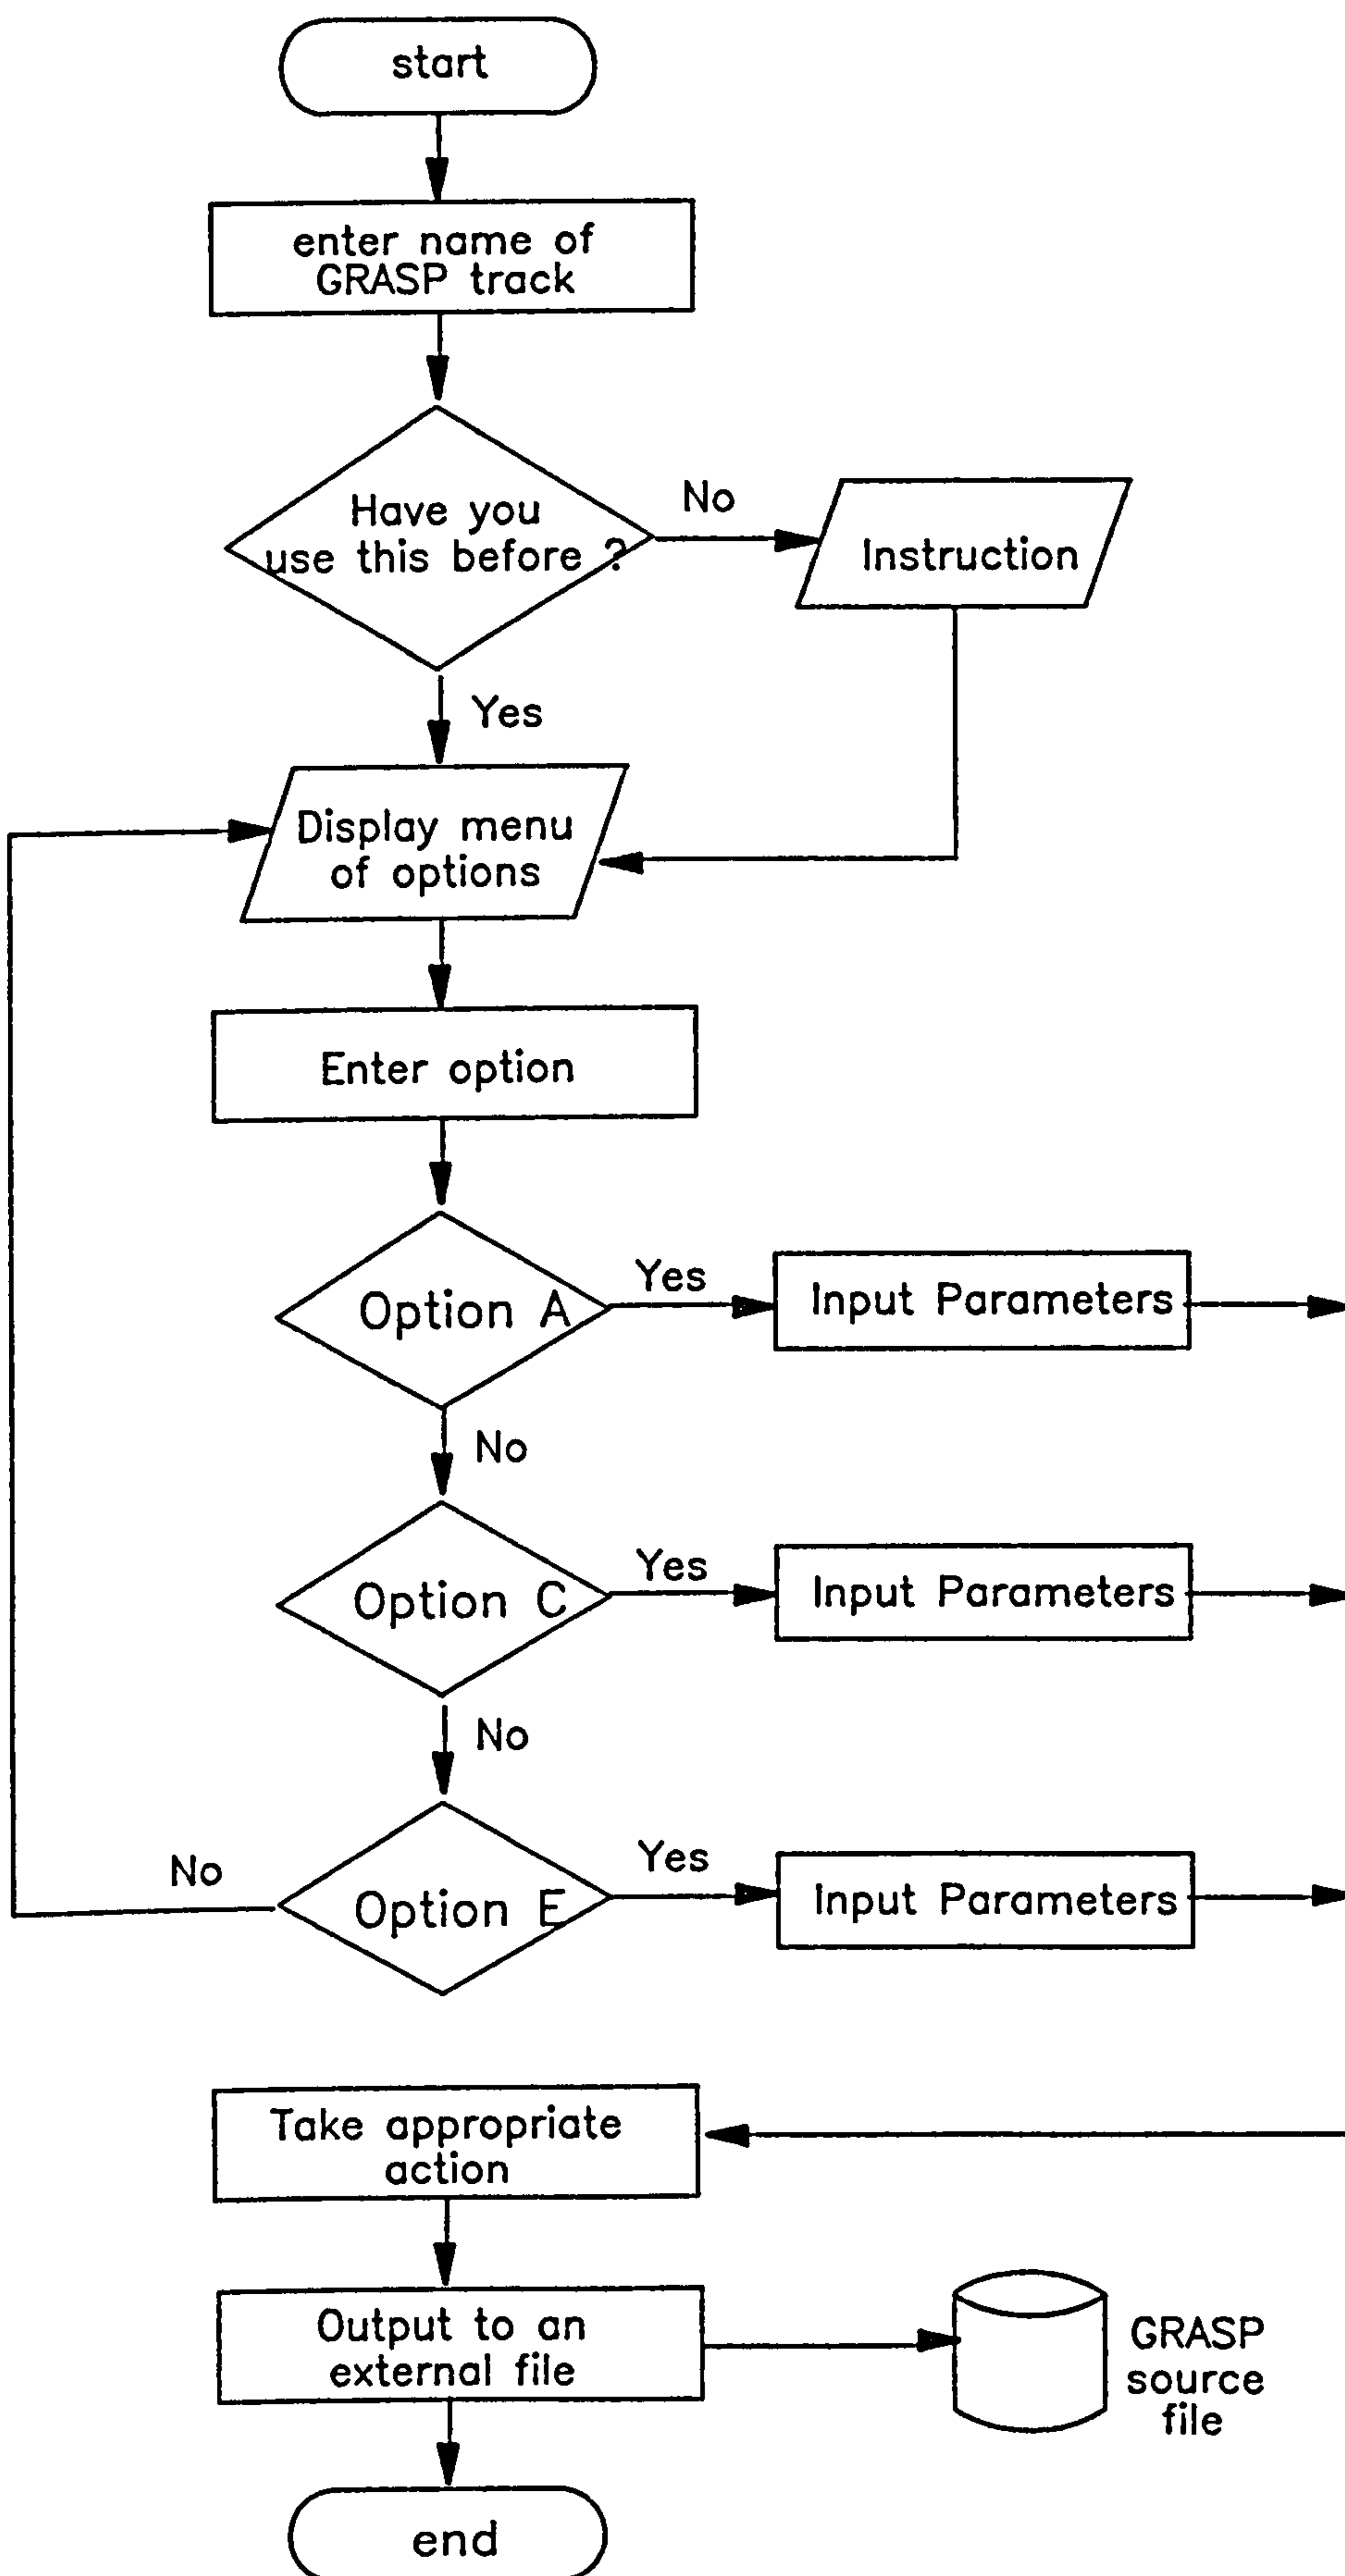 start
enter name of
GRASP track
Have you
use this before ?
No
Instruction
Yes
Display menu
of options
Enter option
Option A
Yes
Input Parameters
No
Option C
Yes
Input Parameters
No
Option E
Yes
Input Parameters
No
Take appropriate
action
Output to an
external file
GRASP
source
file
end